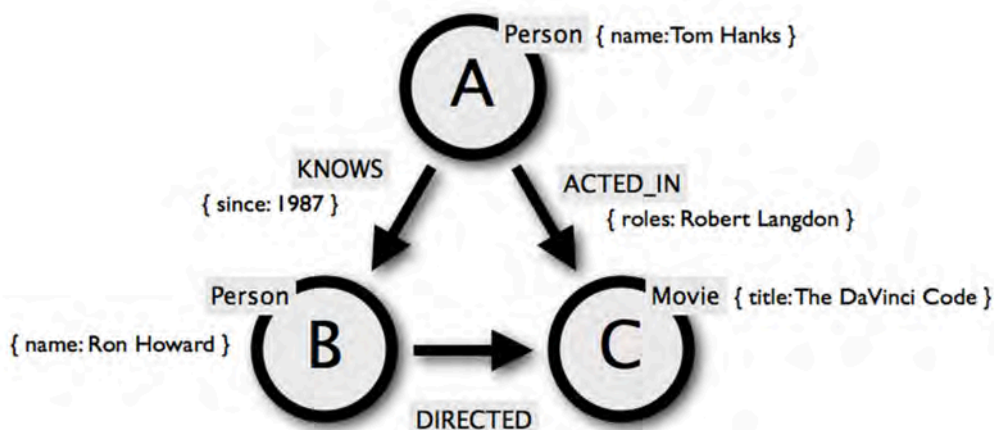 Person { name:Tom Hanks }
A
KNOWS
{ since: 1987 }
ACTED_IN
{ roles: Robert Langdon }
Person
{ name: Ron Howard }
B
Movie { title:The DaVinci Code }
C
DIRECTED